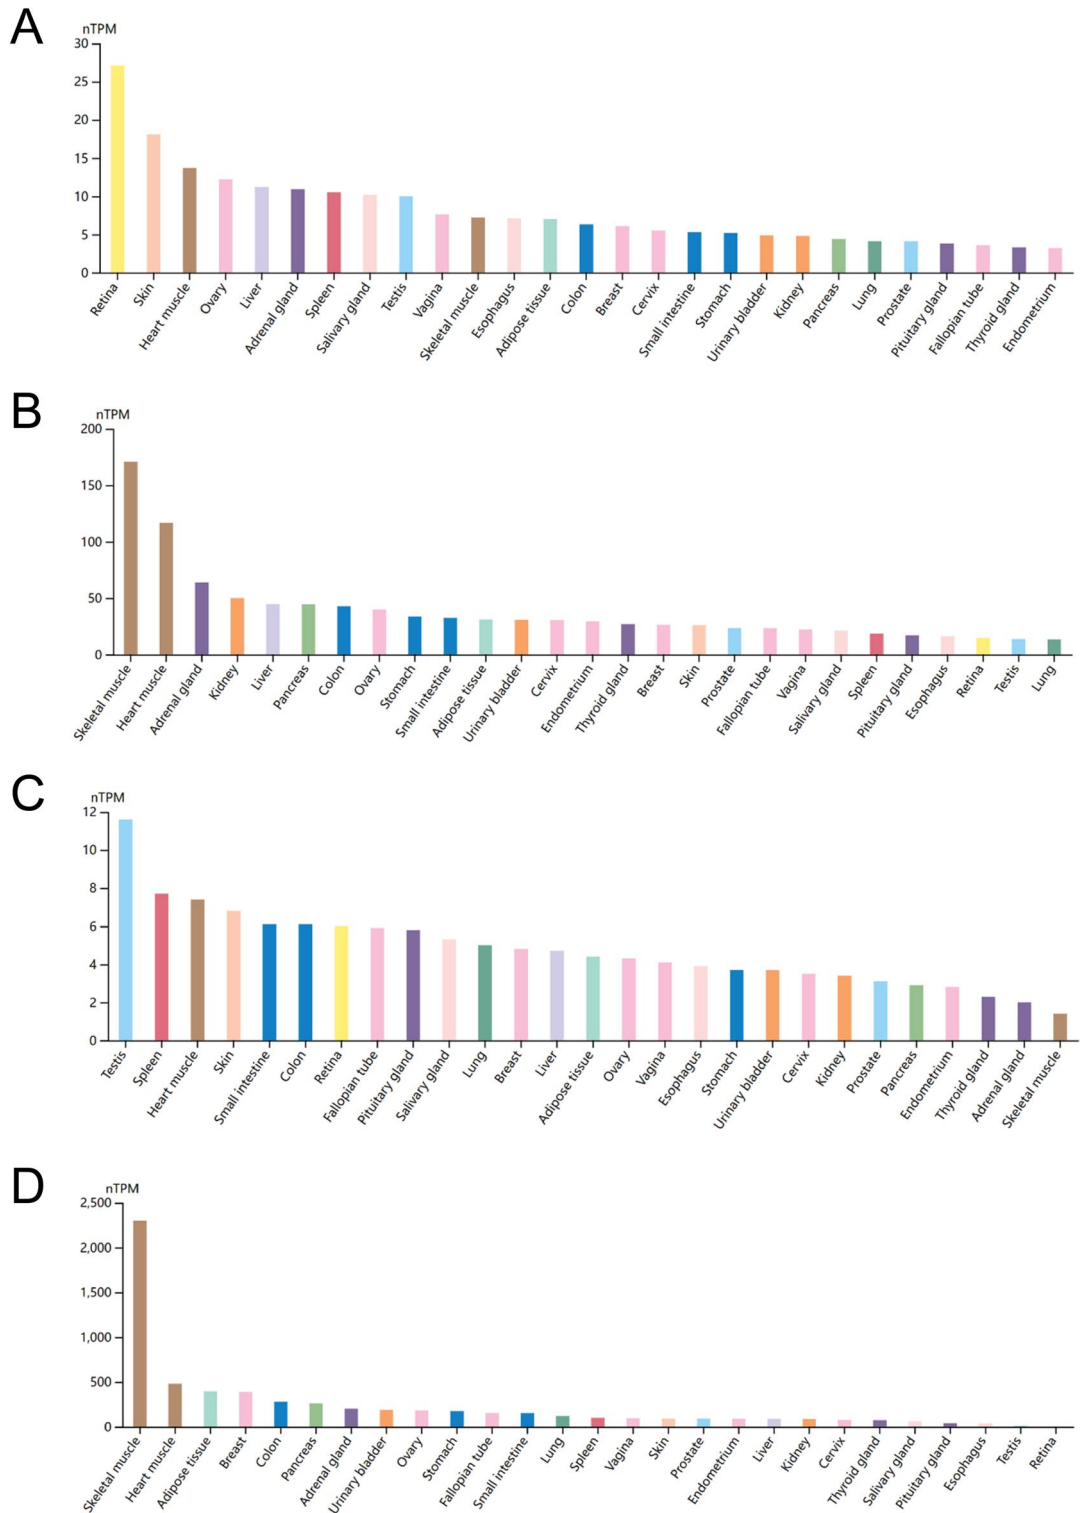 A
nTPM
30
25
20
15
10
5
0
Retina Skin Heart muscle Ovary Liver Adrenal gland Spleen Salivary gland Testis Vagina Skeletal muscle Esophagus Adipose tissue Colon Breast Cervix Small intestine Stomach Urinary bladder Kidney Pancreas Lung Prostate Pituitary gland Fallopian tube Thyroid gland Endometrium
B
nTPM
200
150
100
50
0
Skeletal muscle Heart muscle Adrenal gland Kidney Liver Pancreas Colon Ovary Stomach Small intestine Adipose tissue Urinary bladder Cervix Endometrium Thyroid gland Breast Skin Prostate Fallopian tube Vagina Salivary gland Spleen Pituitary gland Esophagus Retina Testis Lung
C
nTPM
12
10
8
6
4
2
0
Testis Spleen Heart muscle Skin Small intestine Colon Retina Fallopian tube Pituitary gland Salivary gland Lung Breast Liver Adipose tissue Ovary Vagina Esophagus Stomach Urinary bladder Cervix Kidney Prostate Pancreas Endometrium Thyroid gland Adrenal gland Skeletal muscle
D
nTPM
2,500
2,000
1,500
1,000
500
0
Skeletal muscle Heart muscle Adipose tissue Breast Colon Pancreas Adrenal gland Urinary bladder Ovary Stomach Fallopian tube Small intestine Lung Spleen Vagina Skin Prostate Endometrium Liver Kidney Cervix Thyroid gland Salivary gland Pituitary gland Esophagus Testis Retina